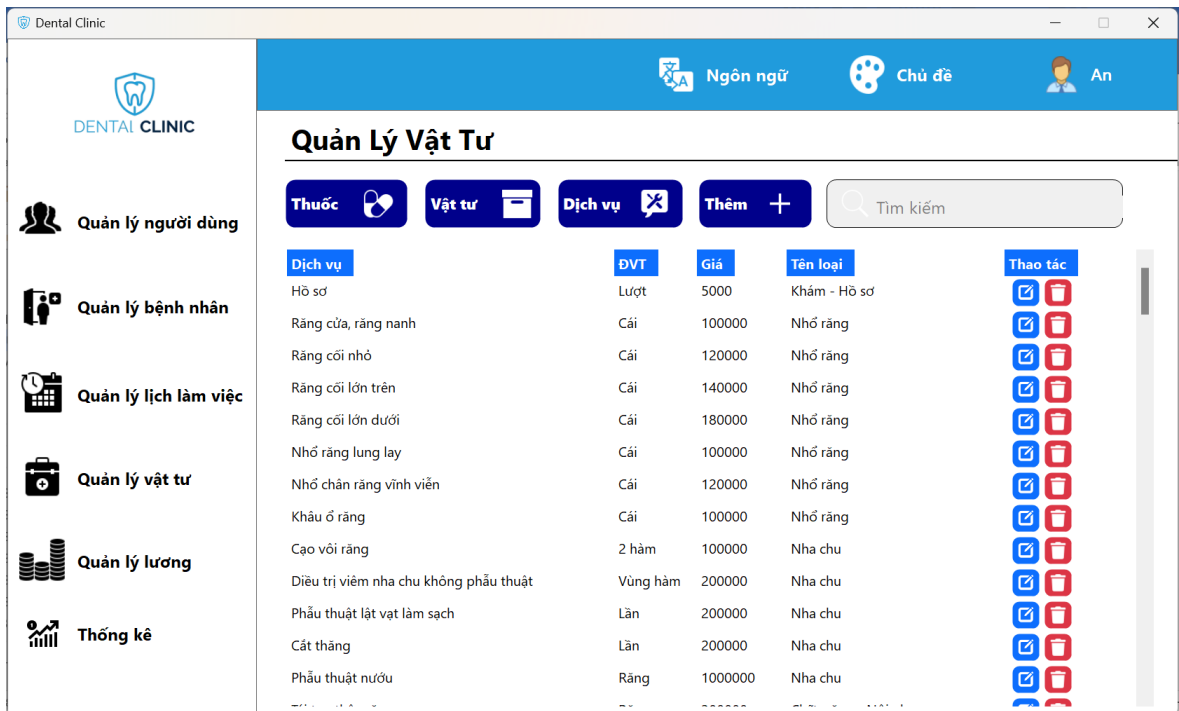 Dental Clinic
Ngôn ngữ Chủ đề An
DENTAL CLINIC
Quản Lý Vật Tư
Thuốc Vật tư Dịch vụ Thêm Tìm kiếm
Quản lý người dùng
Quản lý bệnh nhân
Quản lý lịch làm việc
Quản lý vật tư
Quản lý lương
Thống kê
Dịch vụ ĐVT Giá Tên loại Thao tác
Hồ sơ Lượt 5000 Khám - Hồ sơ
Răng cửa, răng nanh Cái 100000 Nhổ răng
Răng cối nhỏ Cái 120000 Nhổ răng
Răng cối lớn trên Cái 140000 Nhổ răng
Răng cối lớn dưới Cái 180000 Nhổ răng
Nhổ răng lung lay Cái 100000 Nhổ răng
Nhổ chân răng vĩnh viễn Cái 120000 Nhổ răng
Khâu ổ răng Cái 100000 Nhổ răng
Cạo vôi răng 2 hàm 100000 Nha chu
Diều trị viêm nha chu không phẫu thuật Vùng hàm 200000 Nha chu
Phẫu thuật lật vạt làm sạch Lần 200000 Nha chu
Cắt thăng Lần 200000 Nha chu
Phẫu thuật nướu Răng 1000000 Nha chu